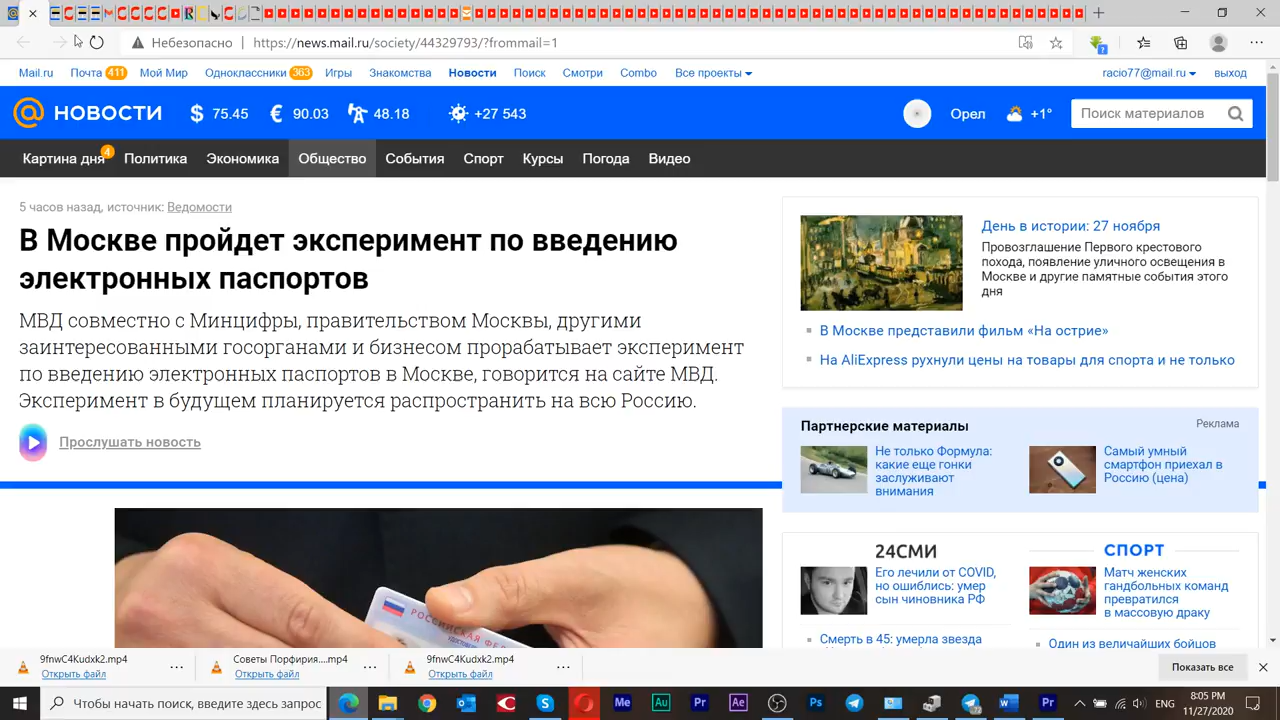 Небезопасно
https://news.mail.ru/society/44329793/?frommail=1
Mail.ru Почта 411 Мой Мир Одноклассники 363 Игры Знакомства Новости Поиск Смотри Combo Все проекты
racio77@mail.ru выход
НОВОСТИ
$ 75.45 € 90.03 48.18 +27 543
Орел +1°
Поиск материалов
Картина дня 4 Политика Экономика Общество События Спорт Курсы Погода Видео
5 часов назад, источник: Ведомости
В Москве пройдет эксперимент по введению
электронных паспортов
МВД совместно с Минцифры, правительством Москвы, другими
заинтересованными госорганами и бизнесом прорабатывает эксперимент
по введению электронных паспортов в Москве, говорится на сайте МВД.
Эксперимент в будущем планируется распространить на всю Россию.
Прослушать новость
РОССИЙСКАЯ ФЕ
День в истории: 27 ноября
Провозглашение Первого крестового
похода, появление уличного освещения в
Москве и другие памятные события этого
дня
В Москве представили фильм «На острие»
На AliExpress рухнули цены на товары для спорта и не только
Партнерские материалы
Реклама
Не только Формула:
какие еще гонки
заслуживают
внимания
Самый умный
смартфон приехал в
Россию (цена)
24СМИ
Его лечили от COVID,
но ошиблись: умер
сын чиновника РФ
Смерть в 45: умерла звезда
СПОРТ
Матч женских
гандбольных команд
превратился
в массовую драку
Один из величайших бойцов
9fnwC4Kudxk2.mp4
Открыть файл
Советы Порфирия....mp4
Открыть файл
9fnwC4Kudxk2.mp4
Открыть файл
Показать все
Чтобы начать поиск, введите здесь запрос
Me Au Pr Ae Ps Pr
ENG
8:05 PM
11/27/2020